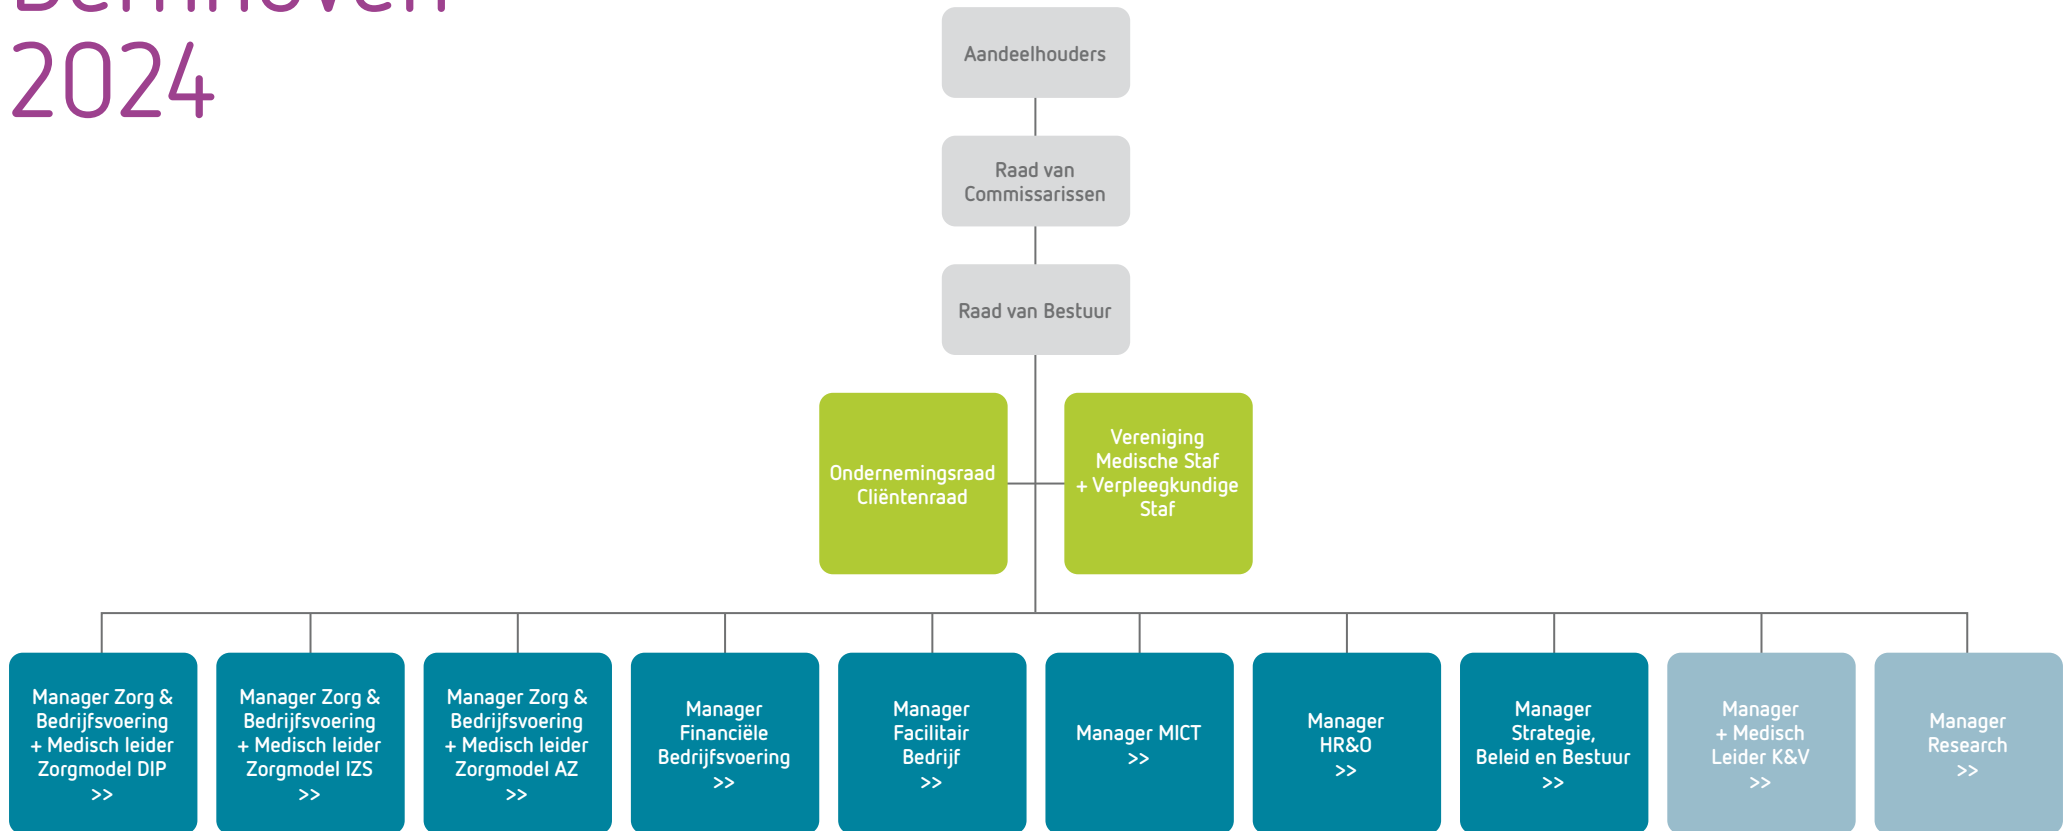 Bernhoven
2024
Aandeelhouders
Raad van
Commissarissen
Raad van Bestuur
Ondernemingsraad
Cliëntenraad
Vereniging
Medische Staf
+ Verpleegkundige
Staf
Manager Zorg &
Bedrijfsvoering
+ Medisch leider
Zorgmodel DIP
>>
Manager Zorg &
Bedrijfsvoering
+ Medisch leider
Zorgmodel IZS
>>
Manager Zorg &
Bedrijfsvoering
+ Medisch leider
Zorgmodel AZ
>>
Manager
Financiële
Bedrijfsvoering
>>
Manager
Facilitair
Bedrijf
>>
Manager MICT
>>
Manager
HR&O
>>
Manager
Strategie,
Beleid en Bestuur
>>
Manager
+ Medisch
Leider K&V
>>
Manager
Research
>>